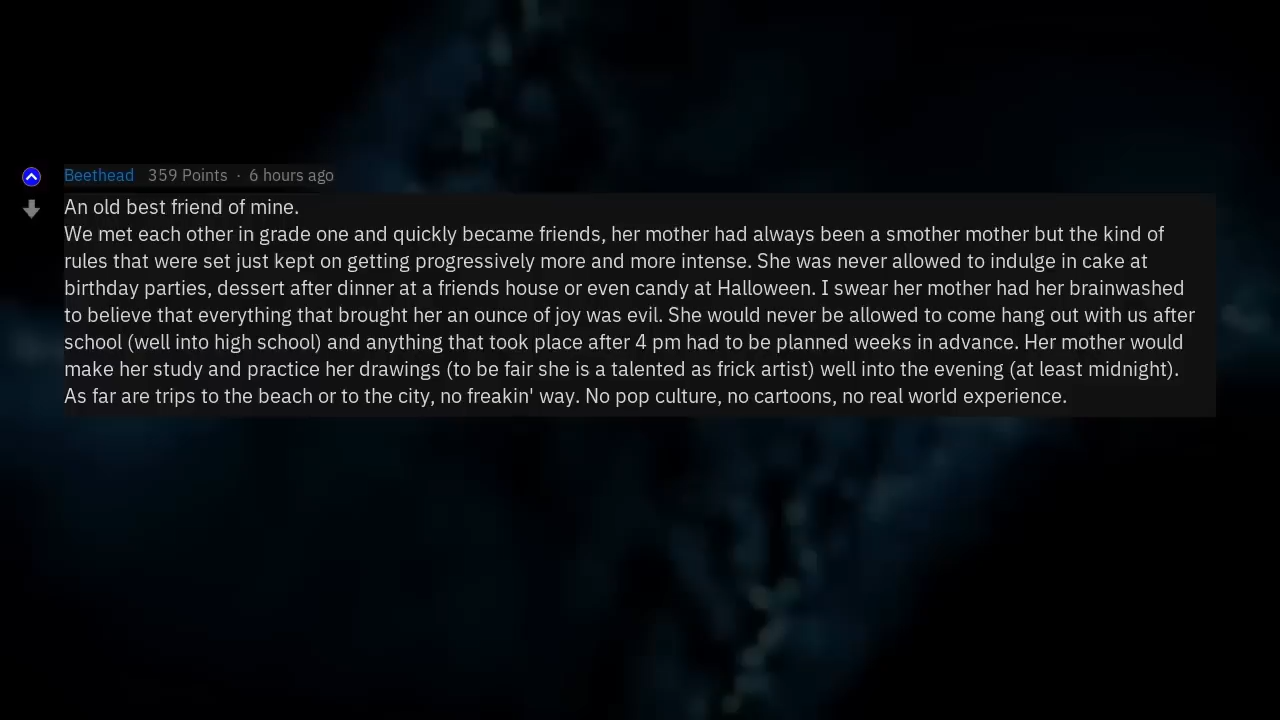 Beethead 359 Points · 6 hours ago
An old best friend of mine.
We met each other in grade one and quickly became friends, her mother had always been a smother mother but the kind of
rules that were set just kept on getting progressively more and more intense. She was never allowed to indulge in cake at
birthday parties, dessert after dinner at a friends house or even candy at Halloween. I swear her mother had her brainwashed
to believe that everything that brought her an ounce of joy was evil. She would never be allowed to come hang out with us after
school (well into high school) and anything that took place after 4 pm had to be planned weeks in advance. Her mother would
make her study and practice her drawings (to be fair she is a talented as frick artist) well into the evening (at least midnight).
As far are trips to the beach or to the city, no freakin' way. No pop culture, no cartoons, no real world experience.